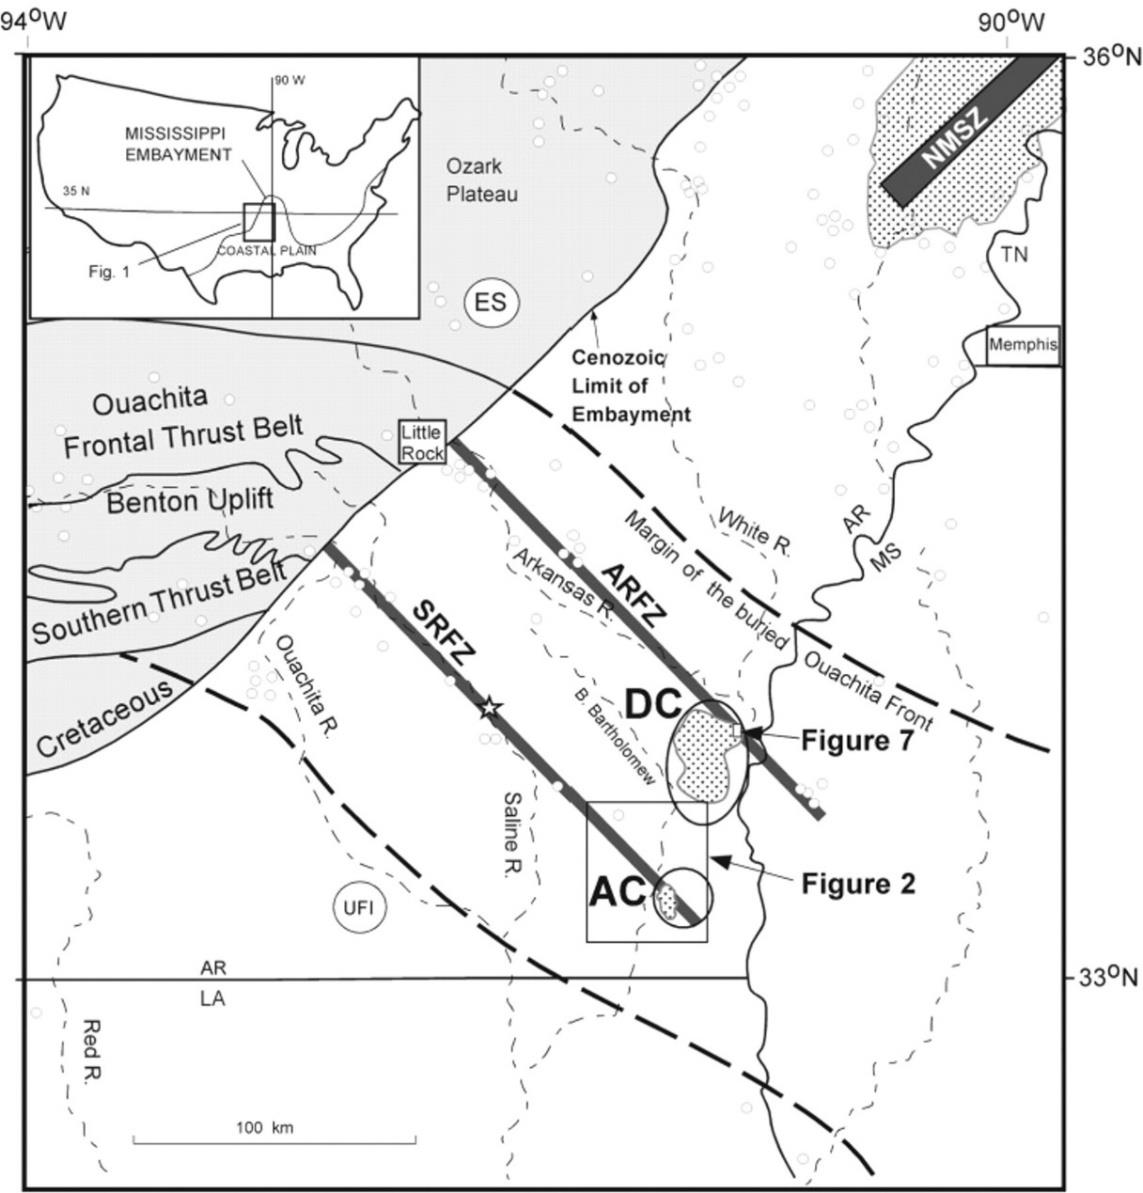 94°W
90°W
36°N
90 W
MISSISSIPPI
EMBAYMENT
35 N
COASTAL PLAIN
Fig. 1
Ozark
Plateau
NMSZ
TN
ES
Memphis
Cenozoic
Limit of
Embayment
Ouachita
Frontal Thrust Belt
Little
Rock
Benton Uplift
White R.
AR
MS
Margin of the buried
Ouachita Front
Arkansas R.
ARFZ
Southern Thrust Belt
SRFZ
Ouachita R.
Cretaceous
B. Bartholomew
DC
Figure 7
Saline R.
Figure 2
AC
UFI
AR
LA
33°N
Red R.
100 km